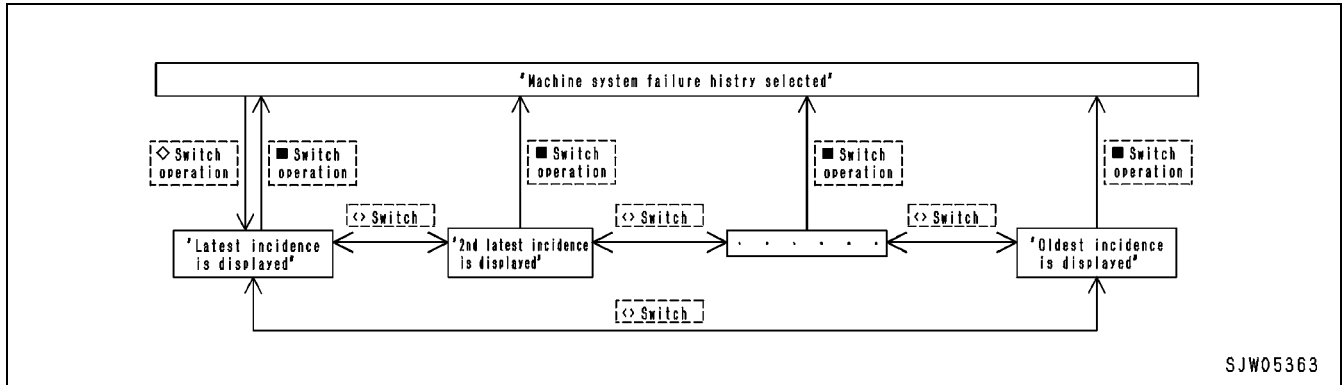 "Machine system failure histry selected"
◇ Switch
operation
■ Switch
operation
■ Switch
operation
■ Switch
operation
■ Switch
operation
<> Switch
<> Switch
<> Switch
"Latest incidence
is displayed"
"2nd latest incidence
is displayed"
. . . . . .
"Oldest incidence
is displayed"
<> Switch
SJW05363